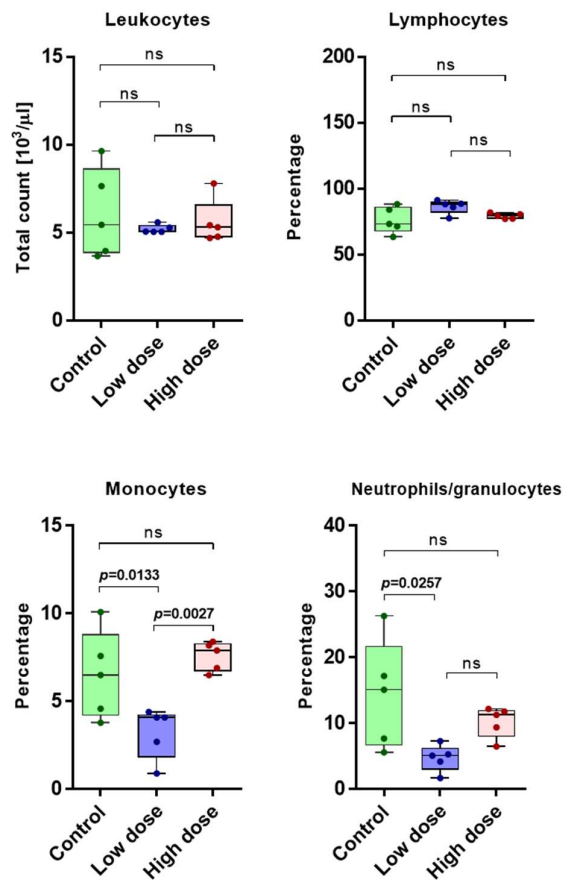 Leukocytes
Total count [10³/µl]
15
10
5
0
ns
ns
ns
Control
Low dose
High dose
Lymphocytes
Percentage
200
150
100
50
0
ns
ns
ns
Control
Low dose
High dose
Monocytes
Percentage
15
10
5
0
ns
p=0.0133
p=0.0027
Control
Low dose
High dose
Neutrophils/granulocytes
Percentage
40
30
20
10
0
ns
p=0.0257
ns
Control
Low dose
High dose